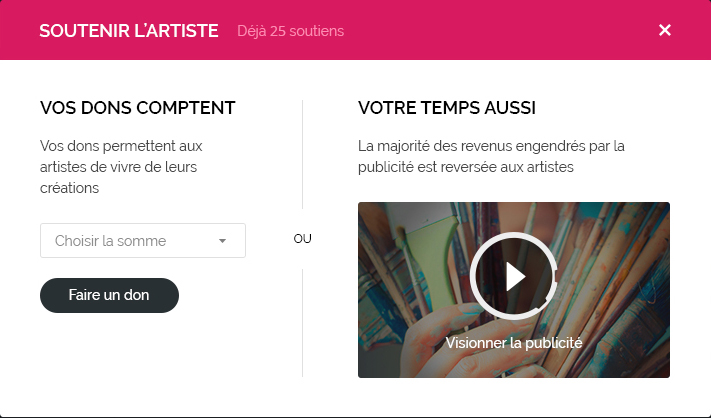 SOUTENIR L'ARTISTE Déjà 25 soutiens
VOS DONS COMPTENT
Vos dons permettent aux
artistes de vivre de leurs
créations
Choisir la somme
Faire un don
OU
VOTRE TEMPS AUSSI
La majorité des revenus engendrés par la
publicité est reversée aux artistes
Visionner la publicité